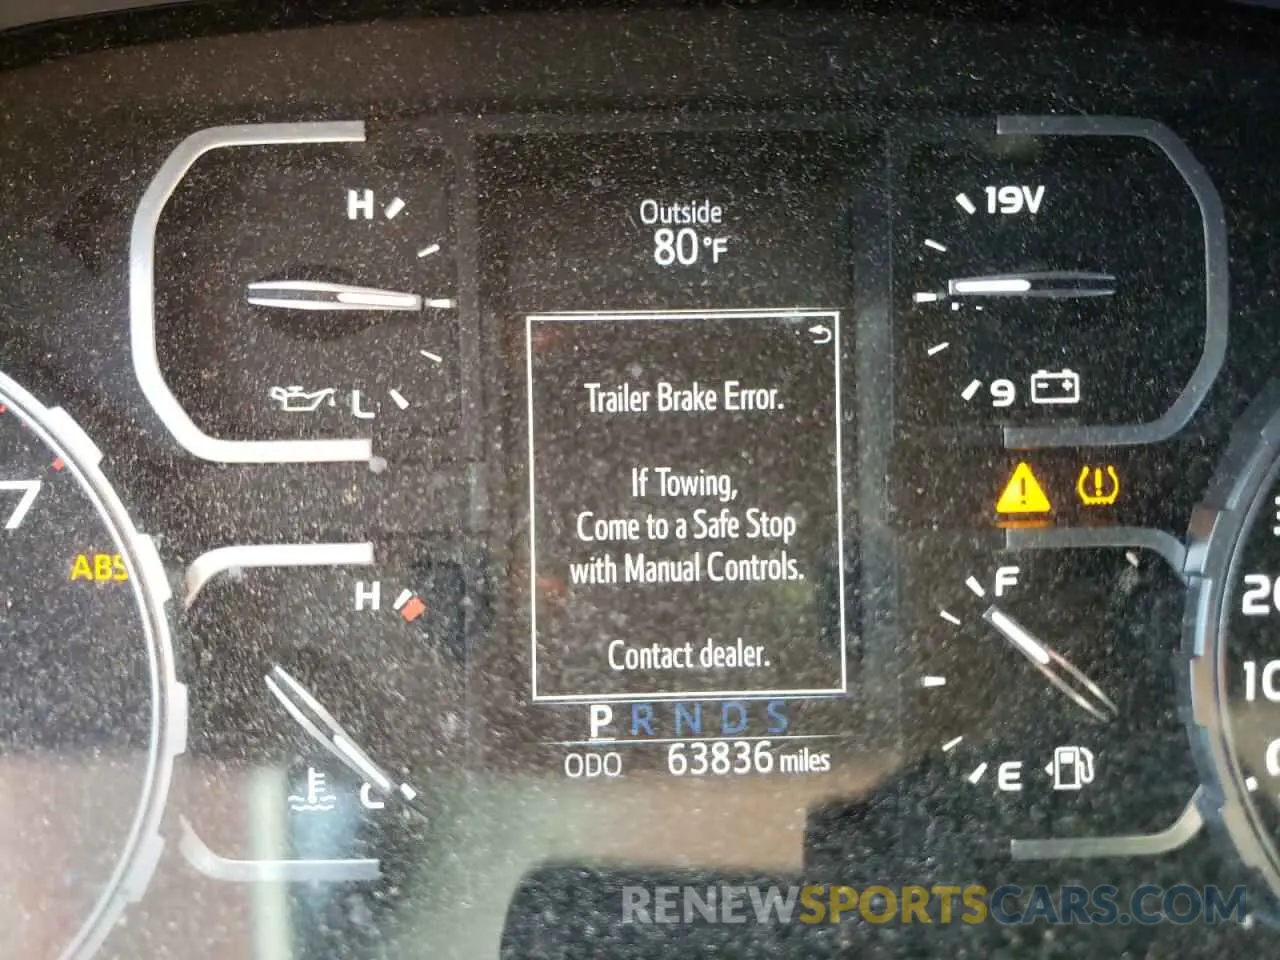 H
19V
Outside
80°F
Trailer Brake Error.
L
9
If Towing,
Come to a Safe Stop
with Manual Controls.
7
ABS
H
F
Contact dealer.
P R N D S
ODO 63836 miles
C
E
RENEWSPORTSCARS.COM